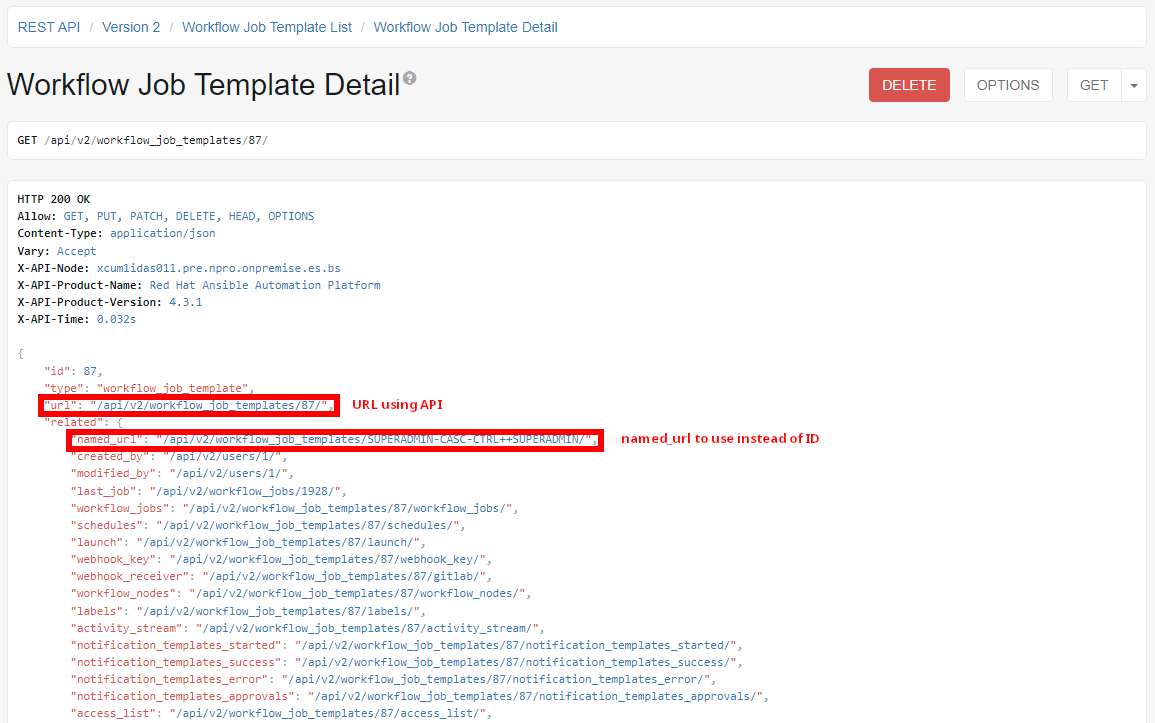 REST API / Version 2 / Workflow Job Template List / Workflow Job Template Detail
Workflow Job Template Detail ?
DELETE OPTIONS GET
GET /api/v2/workflow_job_templates/87/
HTTP 200 OK
Allow: GET, PUT, PATCH, DELETE, HEAD, OPTIONS
Content-Type: application/json
Vary: Accept
X-API-Node: xcum1idas011.pre.npro.onpremise.es.bs
X-API-Product-Name: Red Hat Ansible Automation Platform
X-API-Product-Version: 4.3.1
X-API-Time: 0.032s
{
"id": 87,
"type": "workflow_job_template",
"url": "/api/v2/workflow_job_templates/87/", URL using API
"related": {
"named_url": "/api/v2/workflow_job_templates/SUPERADMIN-CASC-CTRL++SUPERADMIN/", named_url to use instead of ID
"created_by": "/api/v2/users/1/",
"modified_by": "/api/v2/users/1/",
"last_job": "/api/v2/workflow_jobs/1928/",
"workflow_jobs": "/api/v2/workflow_job_templates/87/workflow_jobs/",
"schedules": "/api/v2/workflow_job_templates/87/schedules/",
"launch": "/api/v2/workflow_job_templates/87/launch/",
"webhook_key": "/api/v2/workflow_job_templates/87/webhook_key/",
"webhook_receiver": "/api/v2/workflow_job_templates/87/gitlab/",
"workflow_nodes": "/api/v2/workflow_job_templates/87/workflow_nodes/",
"labels": "/api/v2/workflow_job_templates/87/labels/",
"activity_stream": "/api/v2/workflow_job_templates/87/activity_stream/",
"notification_templates_started": "/api/v2/workflow_job_templates/87/notification_templates_started/",
"notification_templates_success": "/api/v2/workflow_job_templates/87/notification_templates_success/",
"notification_templates_error": "/api/v2/workflow_job_templates/87/notification_templates_error/",
"notification_templates_approvals": "/api/v2/workflow_job_templates/87/notification_templates_approvals/",
"access_list": "/api/v2/workflow_job_templates/87/access_list/",